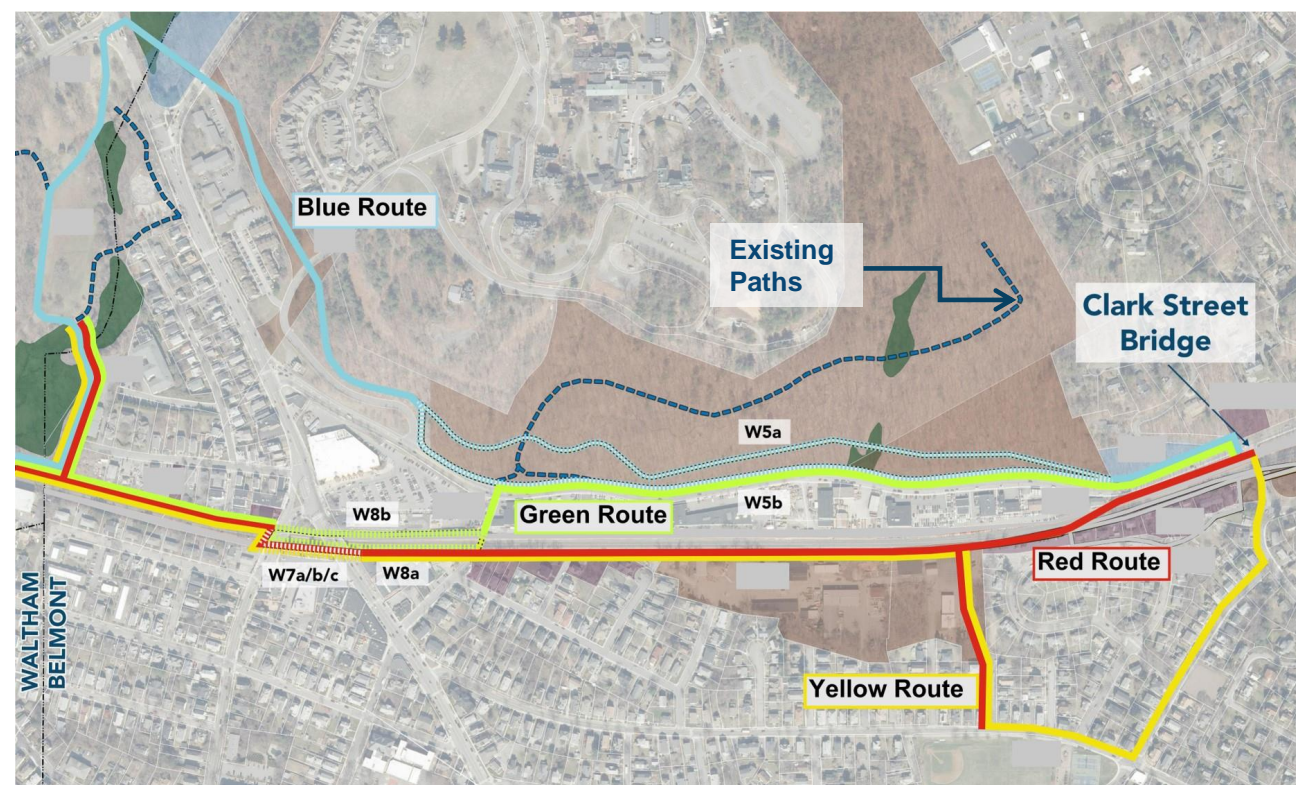 Blue Route
Existing
Paths
Clark Street
Bridge
W5a
W5b
W8b
Green Route
W7a/b/c
W8a
Red Route
Yellow Route
WALTHAM
BELMONT